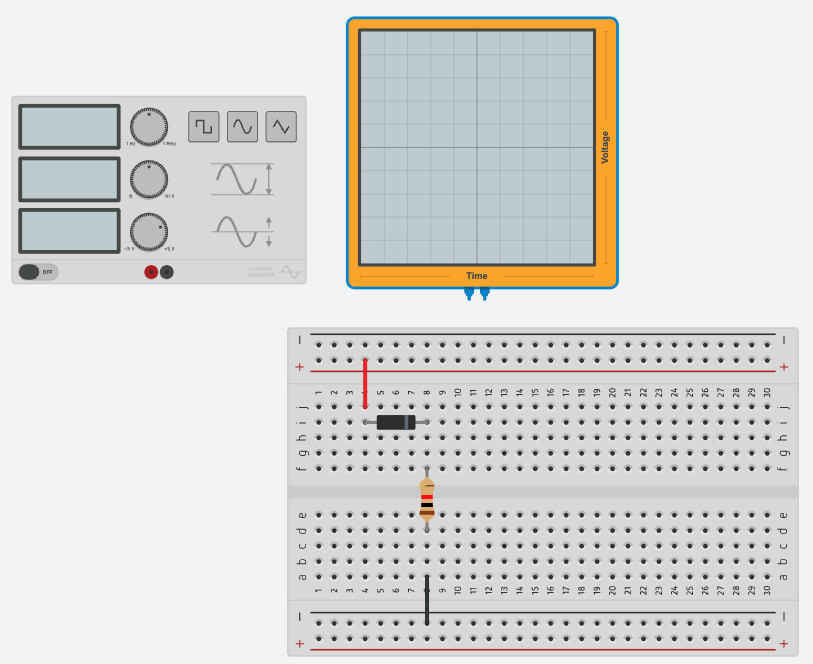 1 Hz 1 MHz
0 10 V
-5 V +5 V
OFF
FUNCTION
GENERATOR
Voltage
Time
− −
+ +
1 2 3 4 5 6 7 8 9 10 11 12 13 14 15 16 17 18 19 20 21 22 23 24 25 26 27 28 29 30
j j
i i
h h
g g
f f
e e
d d
c c
b b
a a
1 2 3 4 5 6 7 8 9 10 11 12 13 14 15 16 17 18 19 20 21 22 23 24 25 26 27 28 29 30
− −
+ +